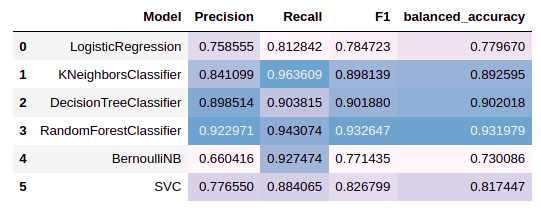 Model Precision Recall F1 balanced_accuracy
0 LogisticRegression 0.758555 0.812842 0.784723 0.779670
1 KNeighborsClassifier 0.841099 0.963609 0.898139 0.892595
2 DecisionTreeClassifier 0.898514 0.903815 0.901880 0.902018
3 RandomForestClassifier 0.922971 0.943074 0.932647 0.931979
4 BernoulliNB 0.660416 0.927474 0.771435 0.730086
5 SVC 0.776550 0.884065 0.826799 0.817447